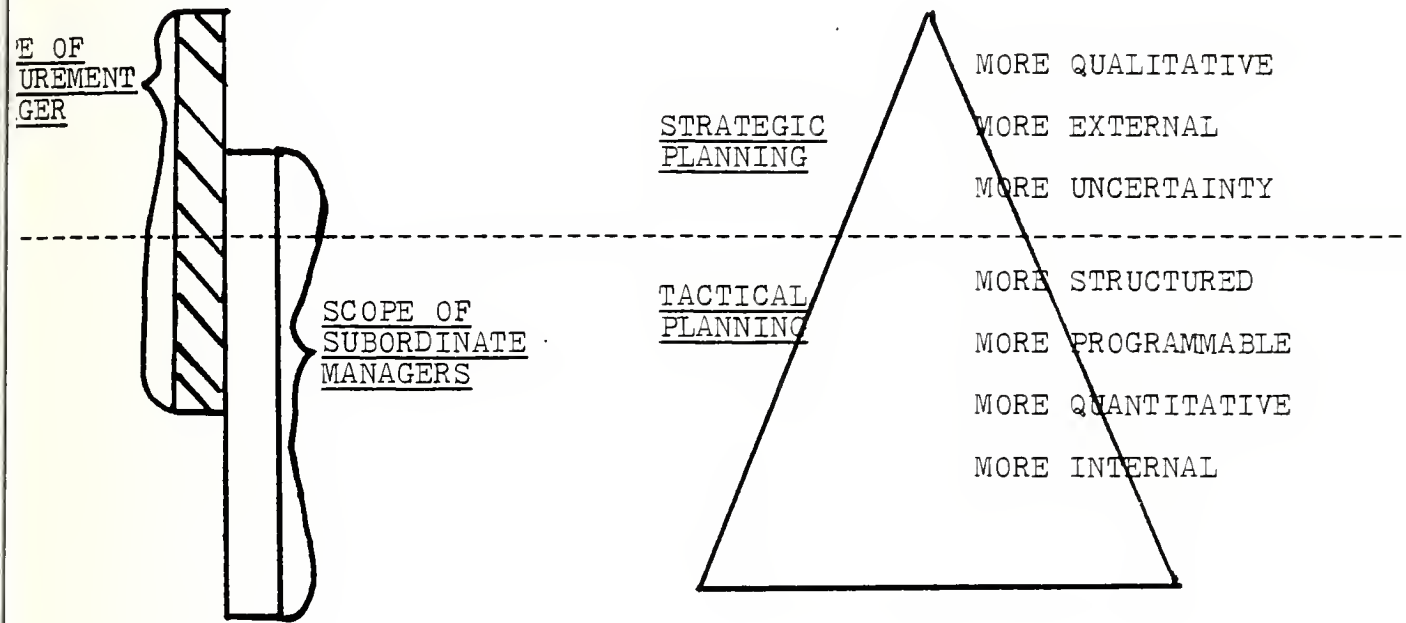 E OF
UREMENT
GER
STRATEGIC
PLANNING
TACTICAL
PLANNING
SCOPE OF
SUBORDINATE
MANAGERS
MORE QUALITATIVE
MORE EXTERNAL
MORE UNCERTAINTY
MORE STRUCTURED
MORE PROGRAMMABLE
MORE QUANTITATIVE
MORE INTERNAL